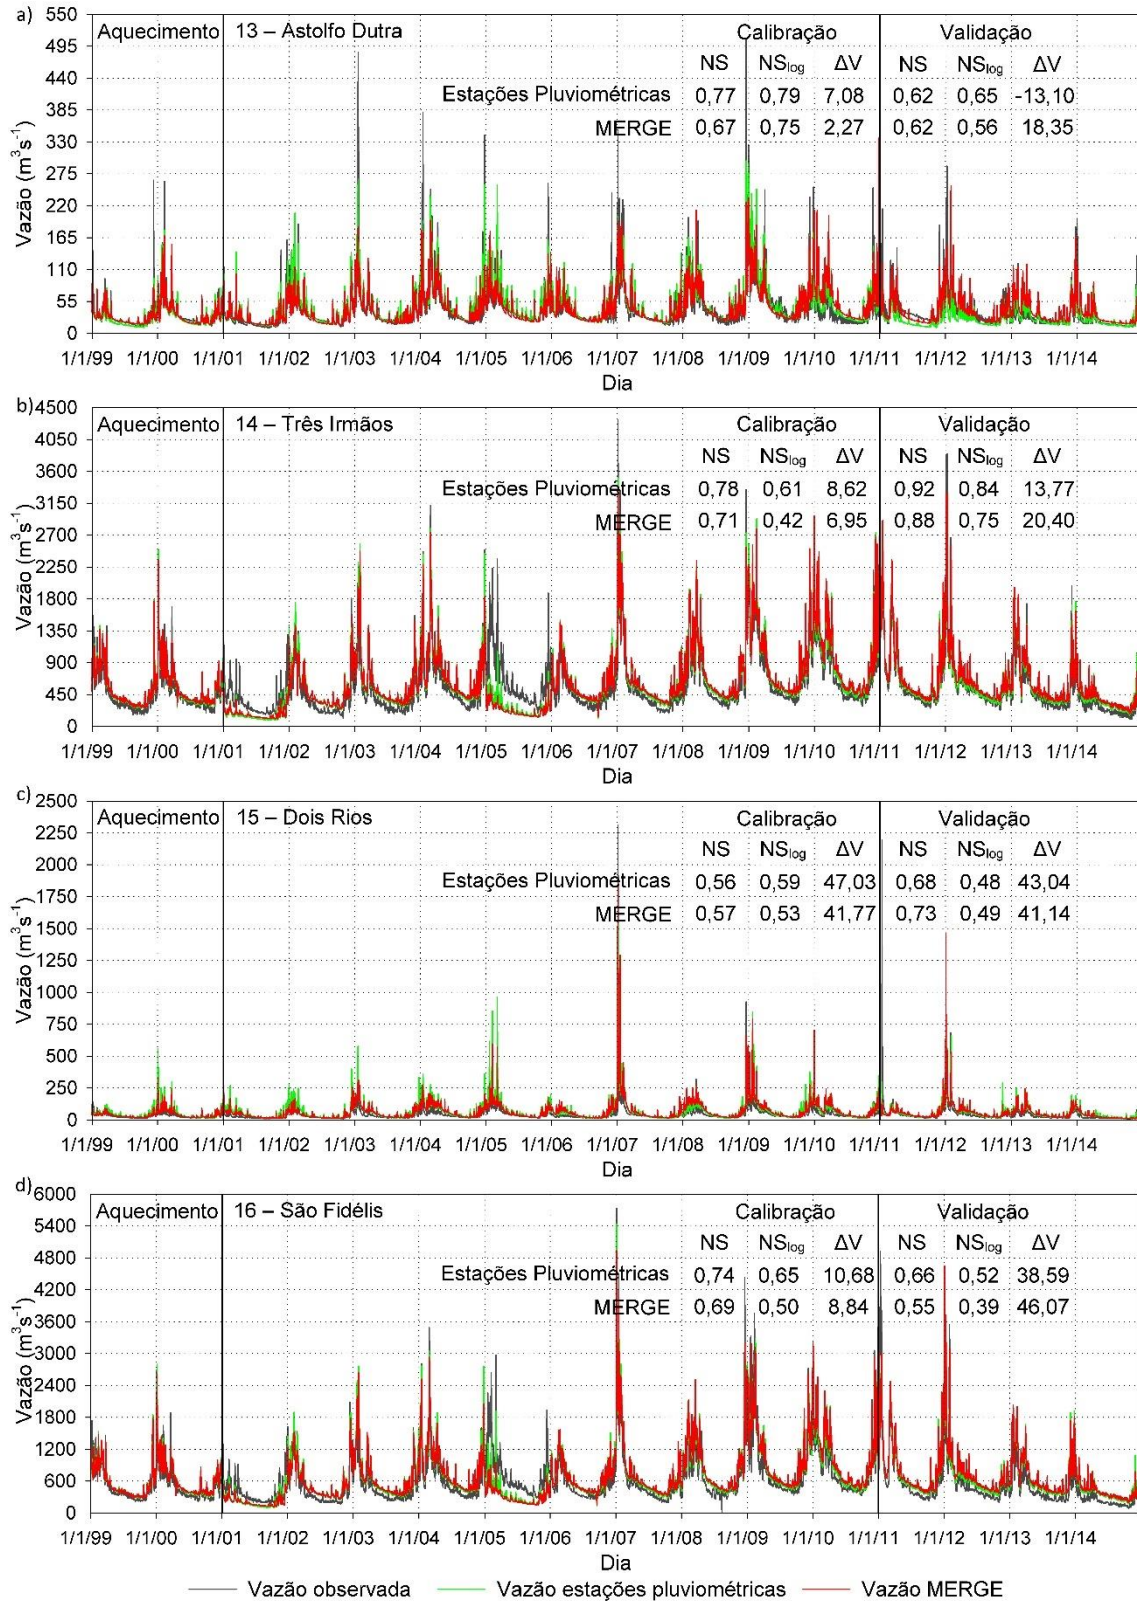 a)
Aquecimento 13 – Astolfo Dutra Calibração Validação
NS NSlog ΔV NS NSlog ΔV
Estações Pluviométricas 0,77 0,79 7,08 0,62 0,65 -13,10
MERGE 0,67 0,75 2,27 0,62 0,56 18,35
Vazão (m³s⁻¹)
550
495
440
385
330
275
220
165
110
55
0
1/1/99 1/1/00 1/1/01 1/1/02 1/1/03 1/1/04 1/1/05 1/1/06 1/1/07 1/1/08 1/1/09 1/1/10 1/1/11 1/1/12 1/1/13 1/1/14
Dia
b)
Aquecimento 14 – Três Irmãos Calibração Validação
NS NSlog ΔV NS NSlog ΔV
Estações Pluviométricas 0,78 0,61 8,62 0,92 0,84 13,77
MERGE 0,71 0,42 6,95 0,88 0,75 20,40
Vazão (m³s⁻¹)
4500
4050
3600
3150
2700
2250
1800
1350
900
450
0
1/1/99 1/1/00 1/1/01 1/1/02 1/1/03 1/1/04 1/1/05 1/1/06 1/1/07 1/1/08 1/1/09 1/1/10 1/1/11 1/1/12 1/1/13 1/1/14
Dia
c)
Aquecimento 15 – Dois Rios Calibração Validação
NS NSlog ΔV NS NSlog ΔV
Estações Pluviométricas 0,56 0,59 47,03 0,68 0,48 43,04
MERGE 0,57 0,53 41,77 0,73 0,49 41,14
Vazão (m³s⁻¹)
2500
2250
2000
1750
1500
1250
1000
750
500
250
0
1/1/99 1/1/00 1/1/01 1/1/02 1/1/03 1/1/04 1/1/05 1/1/06 1/1/07 1/1/08 1/1/09 1/1/10 1/1/11 1/1/12 1/1/13 1/1/14
Dia
d)
Aquecimento 16 – São Fidélis Calibração Validação
NS NSlog ΔV NS NSlog ΔV
Estações Pluviométricas 0,74 0,65 10,68 0,66 0,52 38,59
MERGE 0,69 0,50 8,84 0,55 0,39 46,07
Vazão (m³s⁻¹)
6000
5400
4800
4200
3600
3000
2400
1800
1200
600
0
1/1/99 1/1/00 1/1/01 1/1/02 1/1/03 1/1/04 1/1/05 1/1/06 1/1/07 1/1/08 1/1/09 1/1/10 1/1/11 1/1/12 1/1/13 1/1/14
Dia
Vazão observada Vazão estações pluviométricas Vazão MERGE